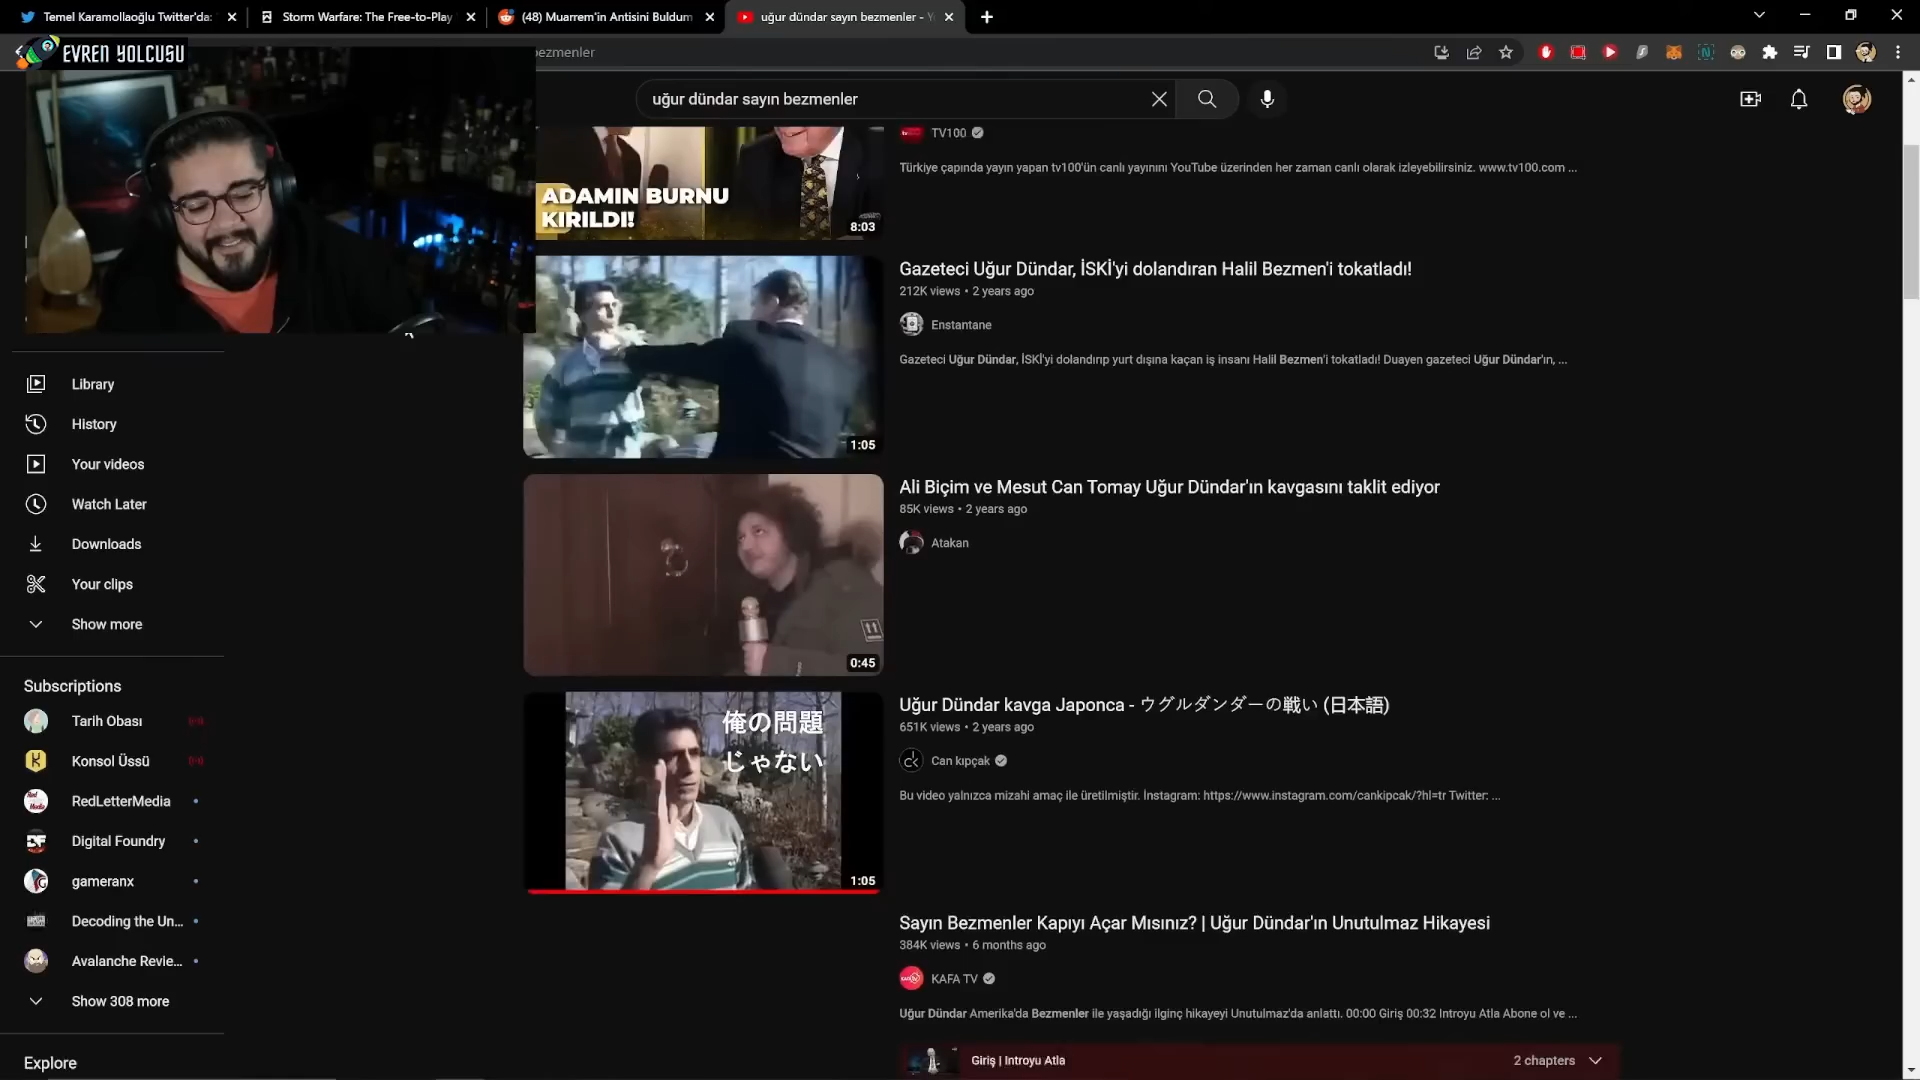 Temel Karamollaoğlu Twitter'da:
Storm Warfare: The Free-to-Play
(48) Muarrem'in Antisini Buldum
uğur dündar sayın bezmenler -
EVREN YOLCUSU
bezmenler
uğur dündar sayın bezmenler
ADAMIN BURNU
KIRILDI!
8:03
TV100
Türkiye çapında yayın yapan tv100'ün canlı yayınını YouTube üzerinden her zaman canlı olarak izleyebilirsiniz. www.tv100.com ...
1:05
Gazeteci Uğur Dündar, İSKİ'yi dolandıran Halil Bezmen'i tokatladı!
212K views • 2 years ago
Enstantane
Gazeteci Uğur Dündar, İSKİ'yi dolandırıp yurt dışına kaçan iş insanı Halil Bezmen'i tokatladı! Duayen gazeteci Uğur Dündar'ın, ...
0:45
Ali Biçim ve Mesut Can Tomay Uğur Dündar'ın kavgasını taklit ediyor
85K views • 2 years ago
Atakan
俺の問題
じゃない
1:05
Uğur Dündar kavga Japonca - ウグルダンダーの戦い (日本語)
651K views • 2 years ago
Can kıpçak
Bu video yalnızca mizahi amaç ile üretilmiştir. İnstagram: https://www.instagram.com/cankipcak/?hl=tr Twitter: ...
Sayın Bezmenler Kapıyı Açar Mısınız? | Uğur Dündar'ın Unutulmaz Hikayesi
384K views • 6 months ago
KAFA TV
Uğur Dündar Amerika'da Bezmenler ile yaşadığı ilginç hikayeyi Unutulmaz'da anlattı. 00:00 Giriş 00:32 Introyu Atla Abone ol ve ...
Giriş | Introyu Atla
2 chapters
Library
History
Your videos
Watch Later
Downloads
Your clips
Show more
Subscriptions
Tarih Obası
Konsol Üssü
RedLetterMedia
Digital Foundry
gameranx
Decoding the Un...
Avalanche Revie...
Show 308 more
Explore